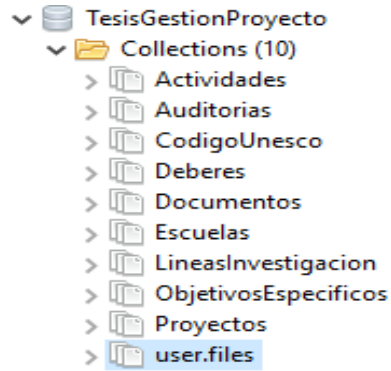 TesisGestionProyecto
Collections (10)
Actividades
Auditorias
CodigoUnesco
Deberes
Documentos
Escuelas
LineasInvestigacion
ObjetivosEspecificos
Proyectos
user.files